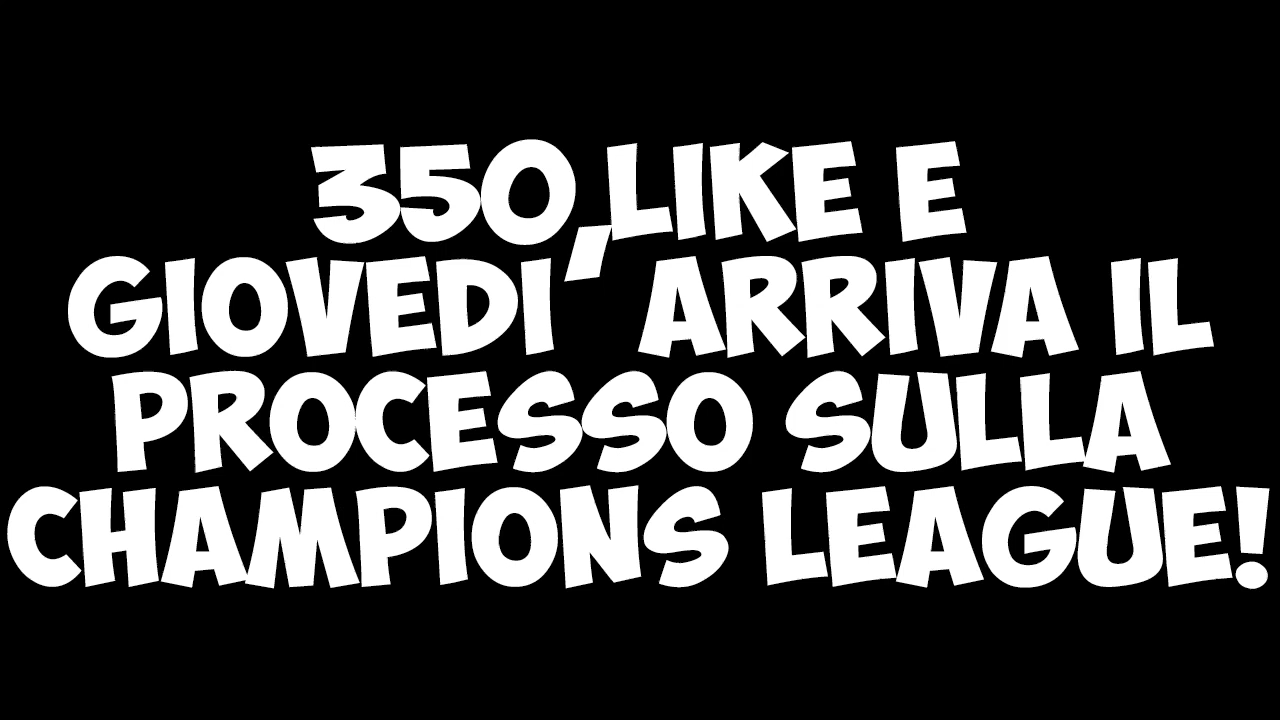 350 LIKE E
GIOVEDI' ARRIVA IL
PROCESSO SULLA
CHAMPIONS LEAGUE!